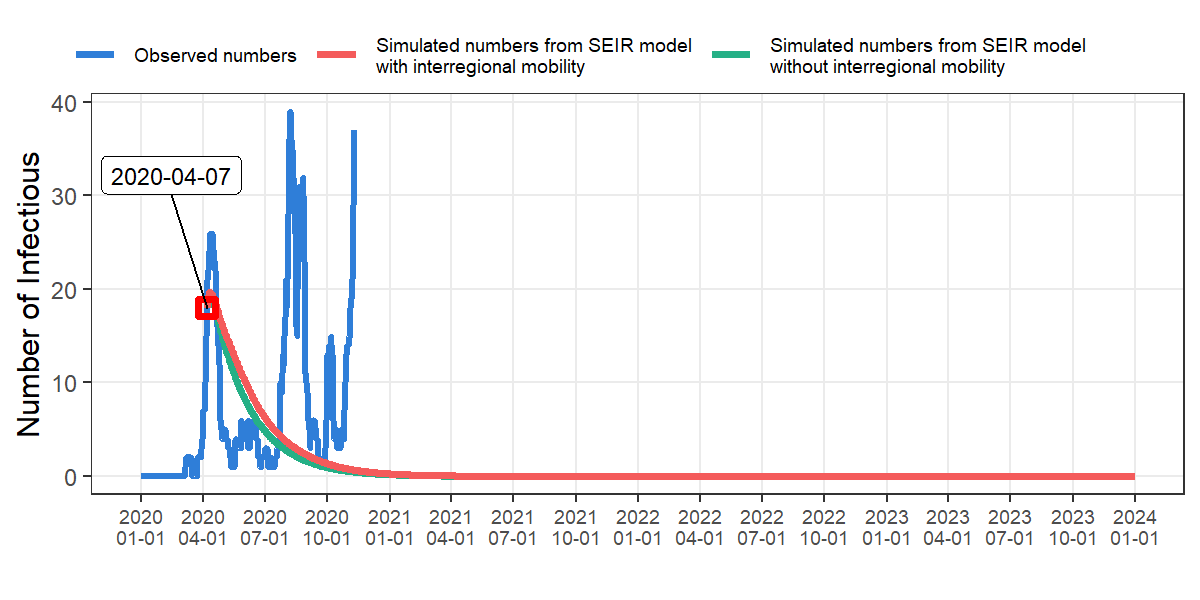 Observed numbers
Simulated numbers from SEIR model
with interregional mobility
Simulated numbers from SEIR model
without interregional mobility
Number of Infectious
40
30
20
10
0
2020-04-07
2020 2020 2020 2020 2021 2021 2021 2021 2022 2022 2022 2022 2023 2023 2023 2023 2024
01-01 04-01 07-01 10-01 01-01 04-01 07-01 10-01 01-01 04-01 07-01 10-01 01-01 04-01 07-01 10-01 01-01